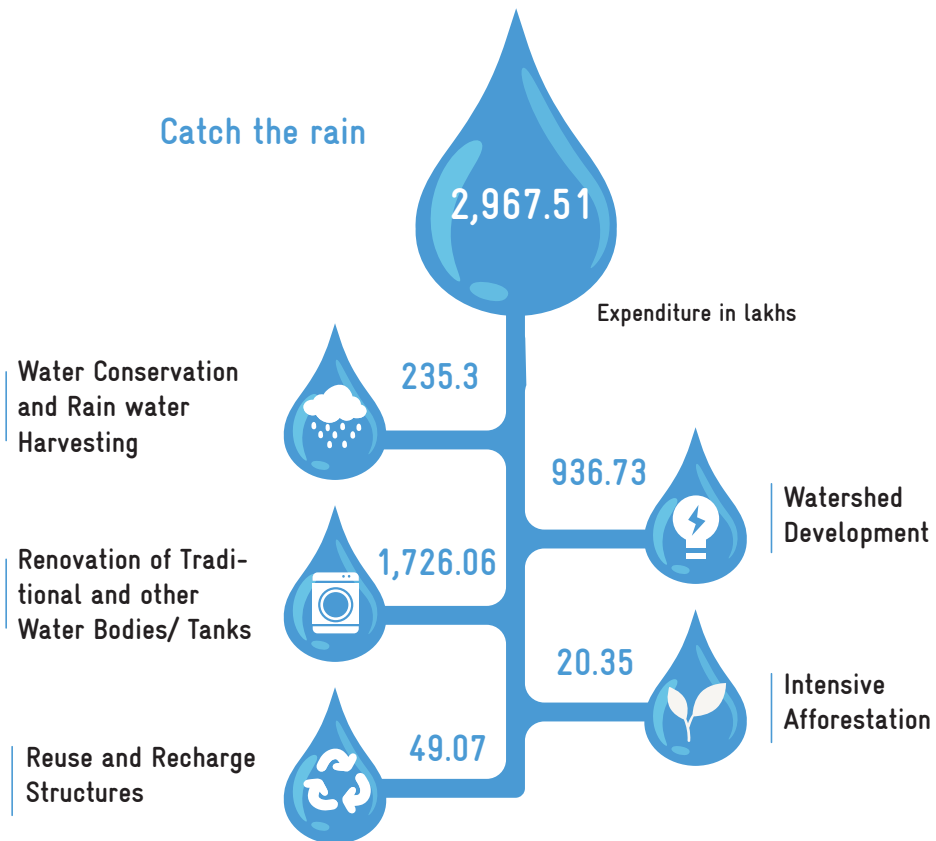 Catch the rain
2,967.51
Expenditure in lakhs
Water Conservation
and Rain water
Harvesting
235.3
936.73
Watershed
Development
Renovation of Tradi-
tional and other
Water Bodies/ Tanks
1,726.06
20.35
Intensive
Afforestation
Reuse and Recharge
Structures
49.07